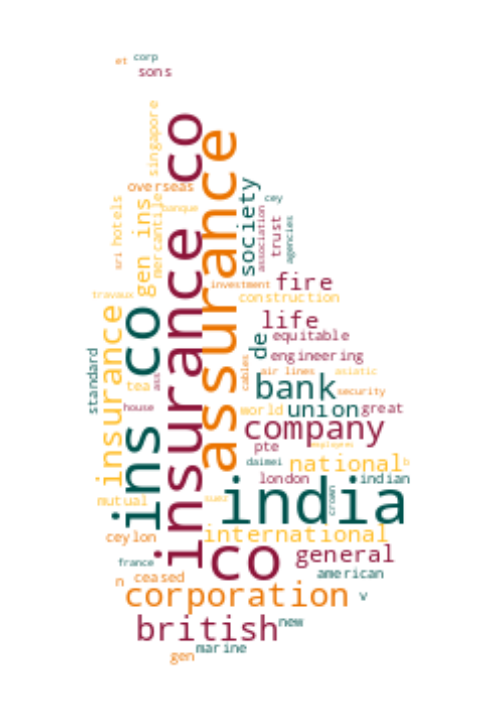 et
corp
sons
singapore
insurance co
assurance
overseas
banque
mercantile
gen ins
sri
hotels
society
cey
association
trust
agencies
investment
fire
construction
travaux
ins co
insurance
life
de
equitable
engineering
standard
cables
air lines
asiatic
tea
ass
bank
security
house
world
union
great
company
pte
employees
daimei
national
b
london
indian
mutual
suez
india
crown
ceylon
international
co
general
france
american
n
ceased
corporation
v
british
new
marine
gen